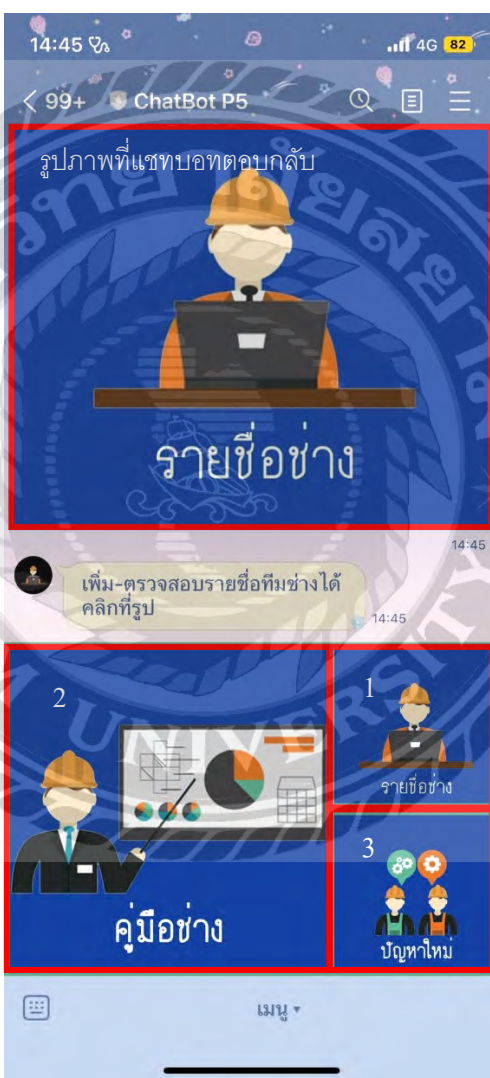 14:45
4G 82
99+ ChatBot P5
รูปภาพที่แชทบอทตอบกลับ
รายชื่อช่าง
14:45
เพิ่ม-ตรวจสอบรายชื่อทีมช่างได้
คลิกที่รูป
14:45
2
คู่มือช่าง
1
รายชื่อช่าง
3
ปัญหาใหม่
เมนู